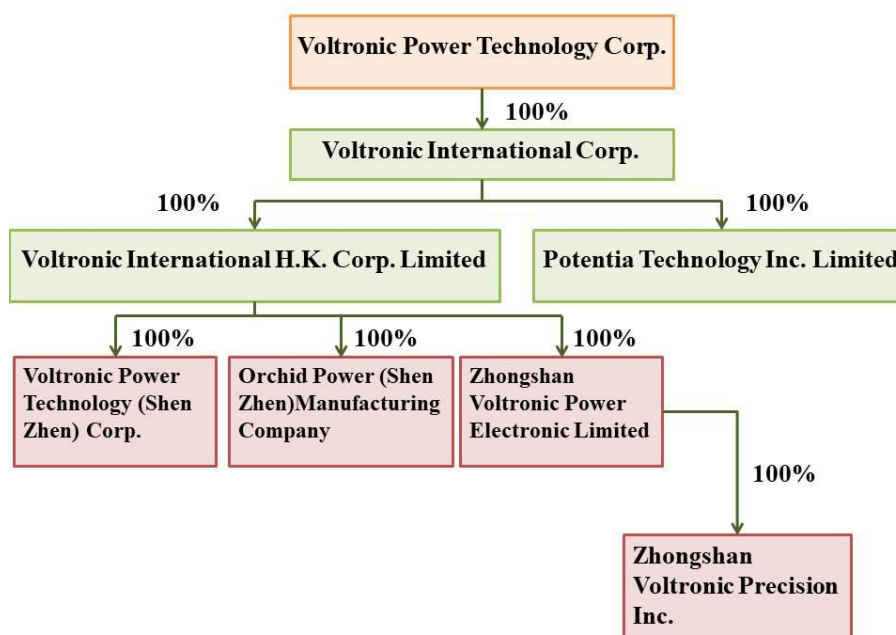 Voltronic Power Technology Corp.
100%
Voltronic International Corp.
100%
100%
Voltronic International H.K. Corp. Limited
Potentia Technology Inc. Limited
100%
100%
100%
Voltronic Power
Technology (Shen
Zhen) Corp.
Orchid Power (Shen
Zhen)Manufacturing
Company
Zhongshan
Voltronic Power
Electronic Limited
100%
Zhongshan
Voltronic Precision
Inc.